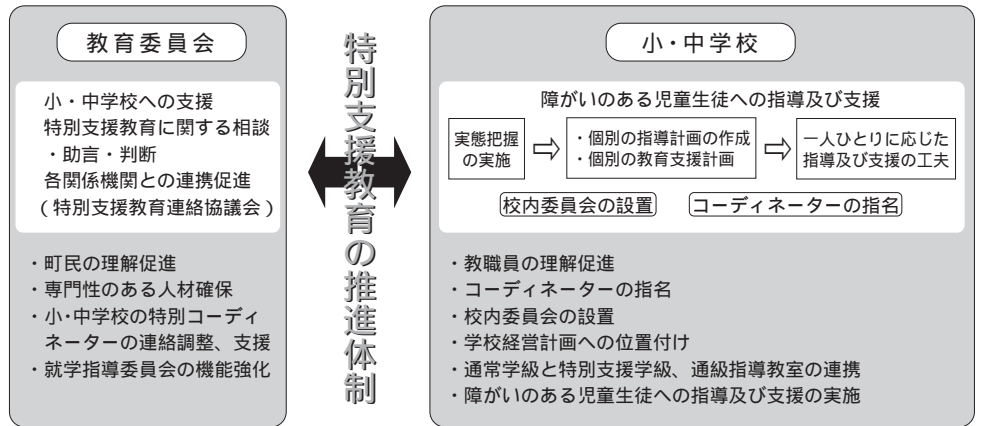 教育委員会
小・中学校への支援
特別支援教育に関する相談
・助言・判断
各関係機関との連携促進
(特別支援教育連絡協議会)
・町民の理解促進
・専門性のある人材確保
・小・中学校の特別コーディ
ネーターの連絡調整、支援
・就学指導委員会の機能強化
特別支援教育の推進体制
小・中学校
障がいのある児童生徒への指導及び支援
実態把握
の実施
・個別の指導計画の作成
・個別の教育支援計画
一人ひとりに応じた
指導及び支援の工夫
校内委員会の設置
コーディネーターの指名
・教職員の理解促進
・コーディネーターの指名
・校内委員会の設置
・学校経営計画への位置付け
・通常学級と特別支援学級、通級指導教室の連携
・障がいのある児童生徒への指導及び支援の実施